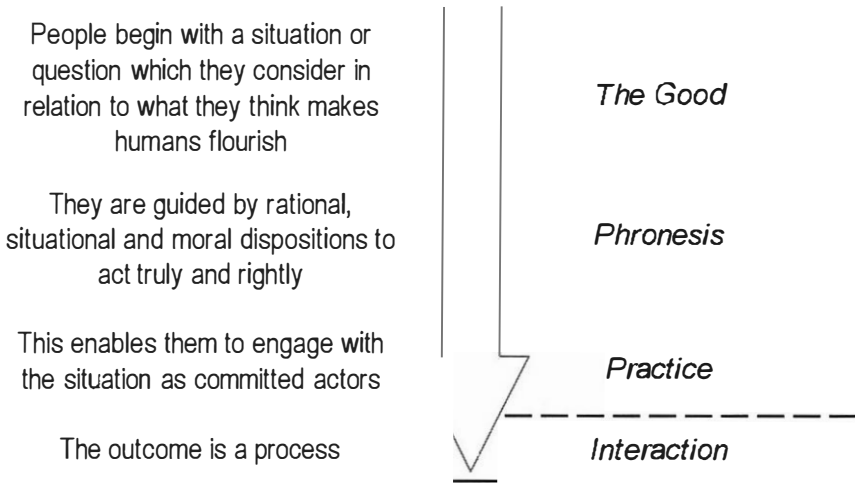 People begin with a situation or
question which they consider in
relation to what they think makes
humans flourish
The Good
They are guided by rational,
situational and moral dispositions to
act truly and rightly
Phronesis
This enables them to engage with
the situation as committed actors
Practice
The outcome is a process
Interaction